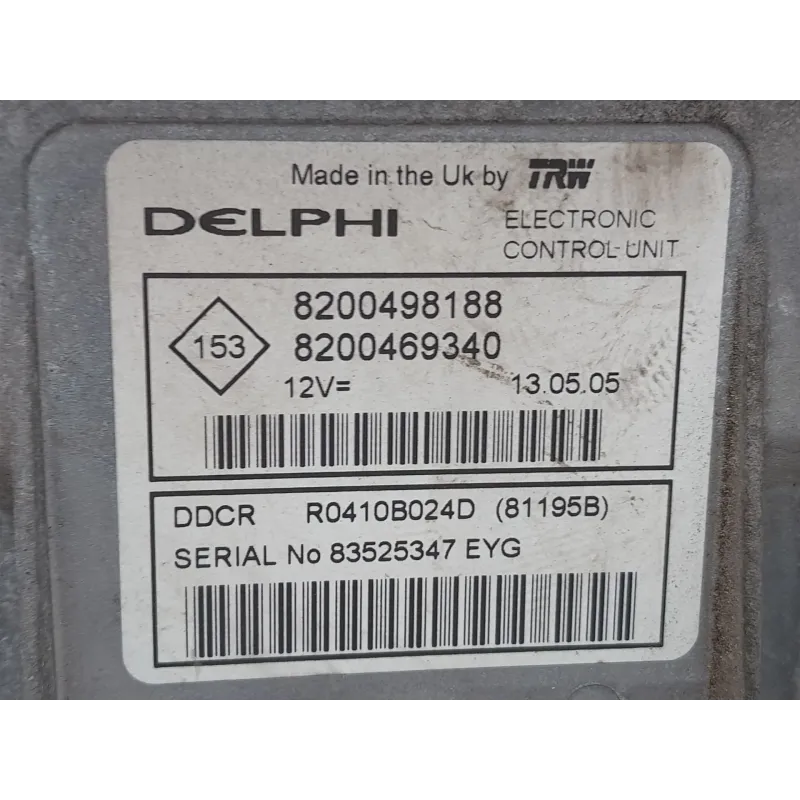 Made in the Uk by TRW
DELPHI
ELECTRONIC
CONTROL-UNIT
153
8200498188
8200469340
12V=
13.05.05
DDCR R0410B024D (81195B)
SERIAL No 83525347 EYG